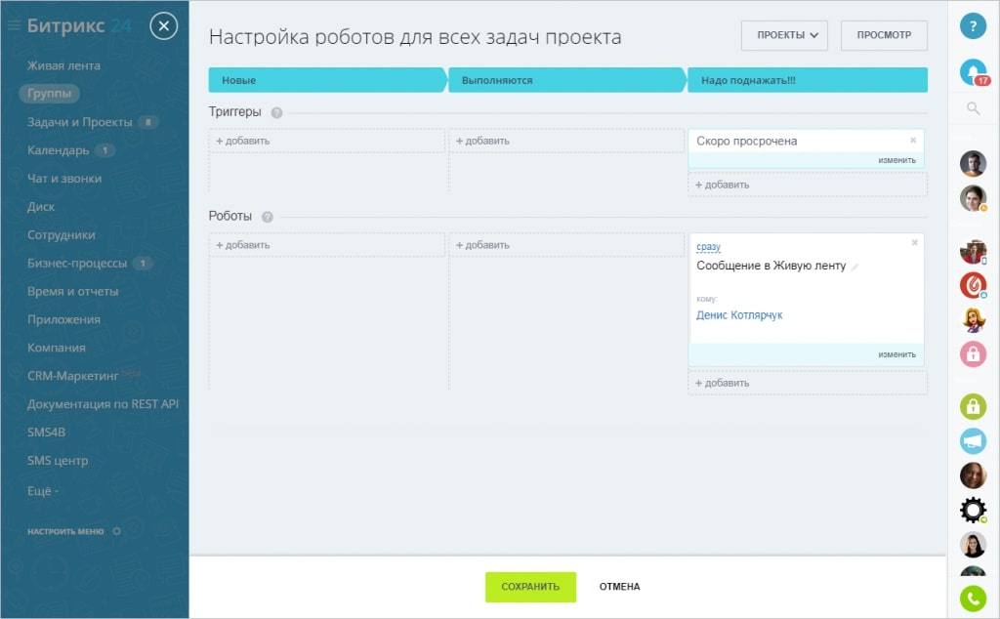 Битрикс 24
Живая лента
Группы
Задачи и Проекты 8
Календарь 1
Чат и звонки
Диск
Сотрудники
Бизнес-процессы 1
Время и отчеты
Приложения
Компания
CRM-Маркетинг beta
Документация по REST API
SMS4B
SMS центр
Ещё
НАСТРОИТЬ МЕНЮ
Настройка роботов для всех задач проекта
ПРОЕКТЫ
ПРОСМОТР
Новые
Выполняются
Надо поднажать!!!
Триггеры ?
+ добавить
+ добавить
Скоро просрочена
изменить
+ добавить
Роботы ?
+ добавить
+ добавить
сразу
Сообщение в Живую ленту
кому:
Денис Котлярчук
изменить
+ добавить
СОХРАНИТЬ
ОТМЕНА
?
17